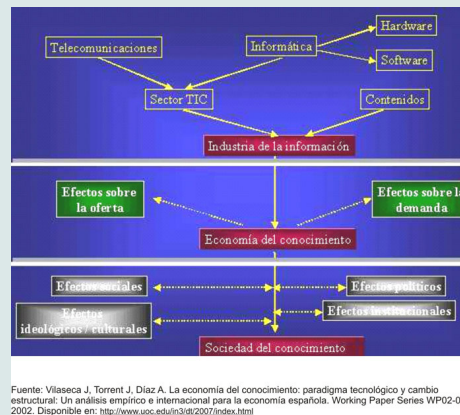 Hardware
Telecomunicaciones
Informática
Software
Sector TIC
Contenidos
Industria de la información
Efectos sobre
la oferta
Efectos sobre la
demanda
Economía del conocimiento
Efectos sociales
Efectos políticos
Efectos
ideológicos / culturales
Efectos institucionales
Sociedad del conocimiento
Fuente: Vilaseca J, Torrent J, Díaz A. La economía del conocimiento: paradigma tecnológico y cambio
estructural: Un análisis empírico e internacional para la economía española. Working Paper Series WP02-0
2002. Disponible en: http://www.uoc.edu/in3/dt/2007/index.html